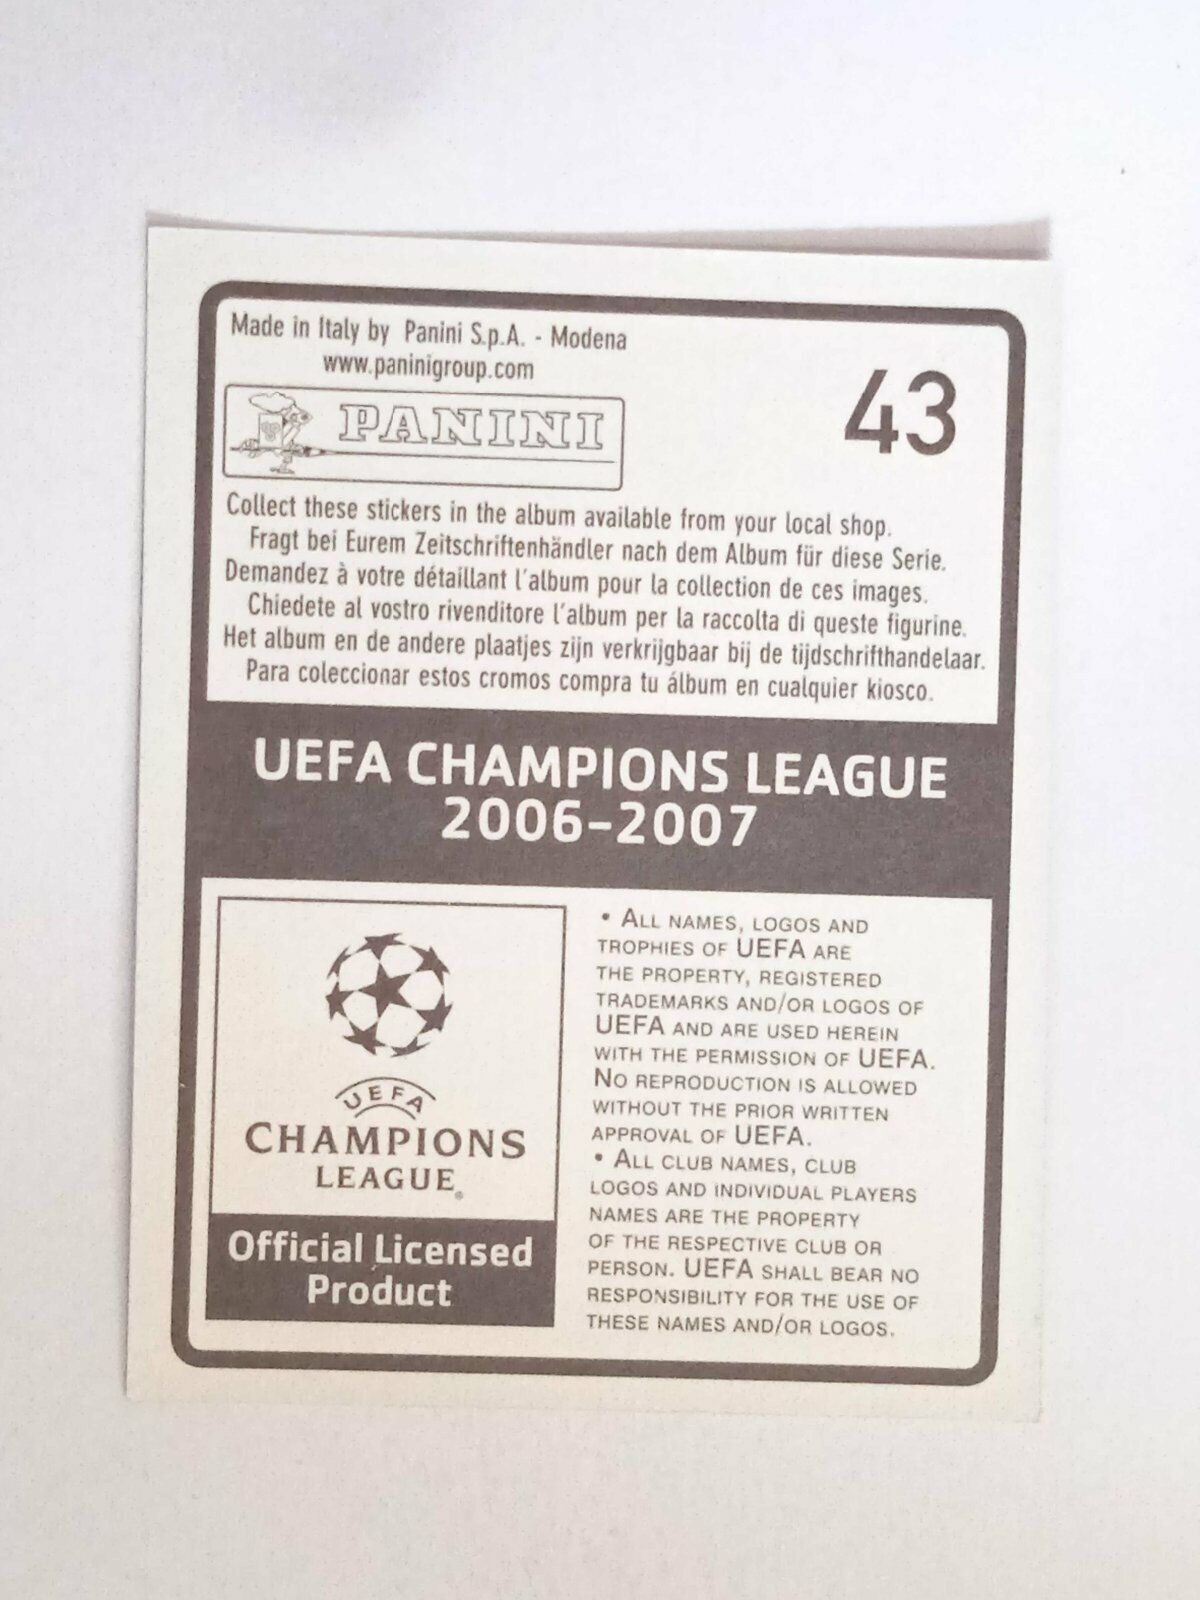 Made in Italy by Panini S.p.A. - Modena
www.paninigroup.com
43
PANINI
Collect these stickers in the album available from your local shop.
Fragt bei Eurem Zeitschriftenhändler nach dem Album für diese Serie.
Demandez à votre détaillant l'album pour la collection de ces images.
Chiedete al vostro rivenditore l'album per la raccolta di queste figurine.
Het album en de andere plaatjes zijn verkrijgbaar bij de tijdschrifthandelaar.
Para coleccionar estos cromos compra tu álbum en cualquier kiosco.
UEFA CHAMPIONS LEAGUE
2006-2007
UEFA
CHAMPIONS
LEAGUE®
Official Licensed
Product
• ALL NAMES, LOGOS AND
TROPHIES OF UEFA ARE
THE PROPERTY, REGISTERED
TRADEMARKS AND/OR LOGOS OF
UEFA AND ARE USED HEREIN
WITH THE PERMISSION OF UEFA.
NO REPRODUCTION IS ALLOWED
WITHOUT THE PRIOR WRITTEN
APPROVAL OF UEFA.
• ALL CLUB NAMES, CLUB
LOGOS AND INDIVIDUAL PLAYERS
NAMES ARE THE PROPERTY
OF THE RESPECTIVE CLUB OR
PERSON. UEFA SHALL BEAR NO
RESPONSIBILITY FOR THE USE OF
THESE NAMES AND/OR LOGOS.